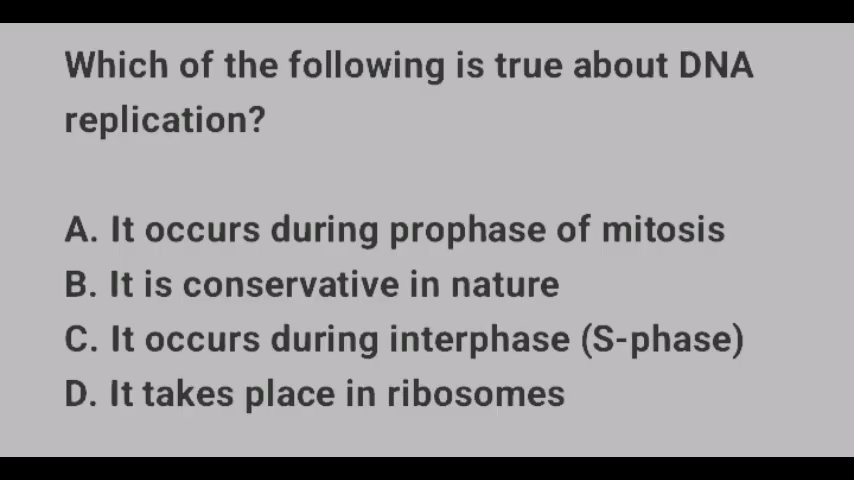 Which of the following is true about DNA
replication?
A. It occurs during prophase of mitosis
B. It is conservative in nature
C. It occurs during interphase (S-phase)
D. It takes place in ribosomes